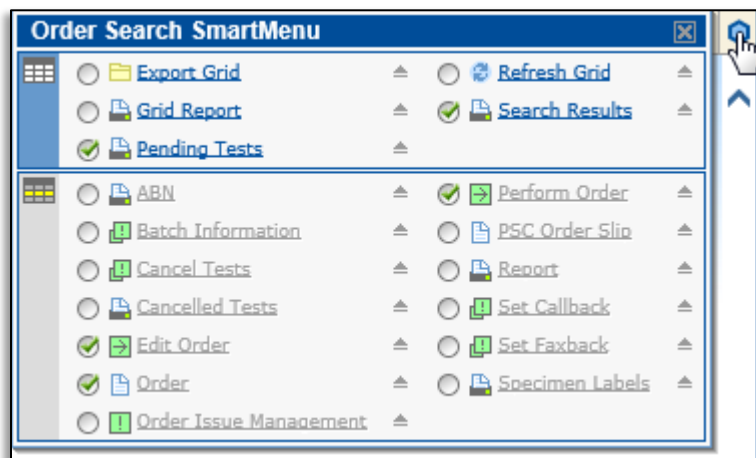 Order Search SmartMenu
Export Grid Refresh Grid
Grid Report Search Results
Pending Tests
ABN Perform Order
Batch Information PSC Order Slip
Cancel Tests Report
Cancelled Tests Set Callback
Edit Order Set Faxback
Order Specimen Labels
Order Issue Management